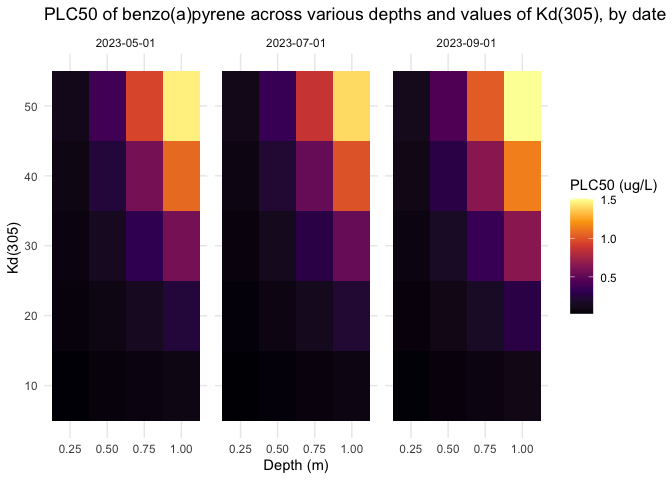 PLC50 of benzo(a)pyrene across various depths and values of Kd(305), by date
2023-05-01 2023-07-01 2023-09-01
Kd(305)
50
40
30
20
10
0.25 0.50 0.75 1.00 0.25 0.50 0.75 1.00 0.25 0.50 0.75 1.00
Depth (m)
PLC50 (ug/L)
1.5
1.0
0.5